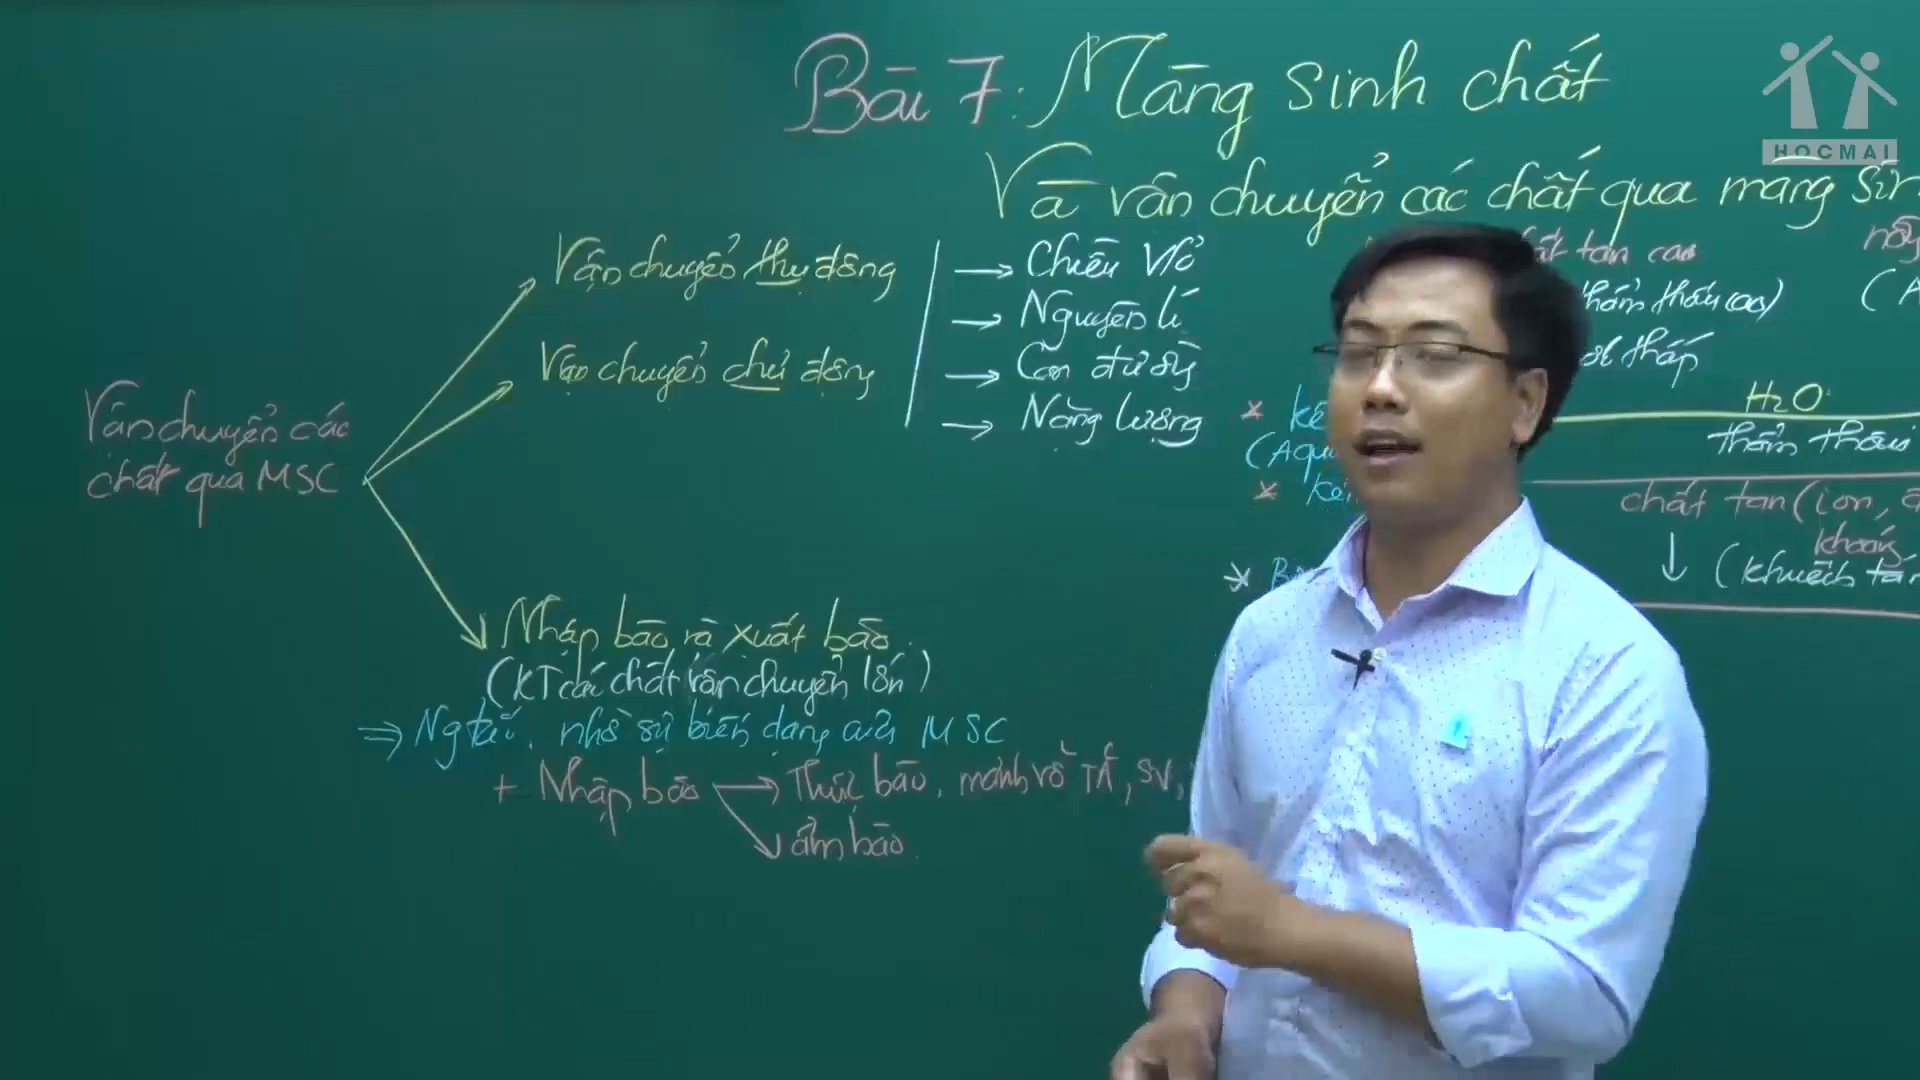 Bài 7: Màng sinh chất
HOCMAI
Và vận chuyển các chất qua màng sin
Vận chuyển thụ động
→ Chiều V/c
→ Nguyên lí
→ Con đường
→ Năng lượng
Vận chuyển chủ động
Vận chuyển các
chất qua MSC
Nhập bào và xuất bào.
(KT các chất vận chuyển lớn)
⇒ Ng tắc: nhờ sự biến dạng của MSC
+ Nhập bào → Thực bào: mảnh vỡ TB, SV,
ẩm bào.
chất tan cao
thẩm thấu cao)
(A
thấp
H₂O
thẩm thấu
× kê
(Aqua
×
chất tan (ion,
khoáng
↓ (khuếch tán